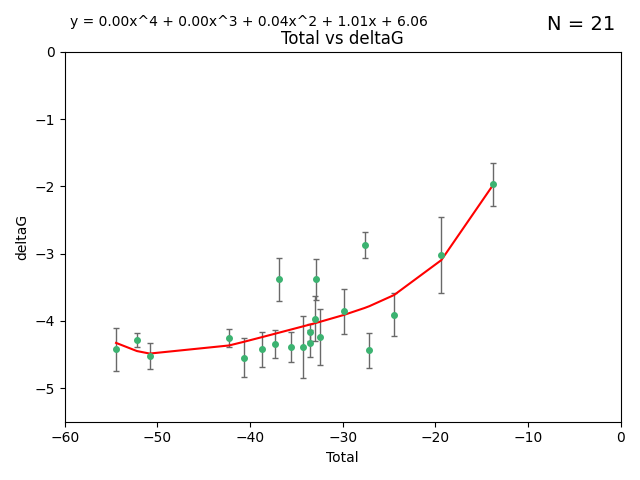 y = 0.00x^4 + 0.00x^3 + 0.04x^2 + 1.01x + 6.06
N = 21
Total vs deltaG
0
−1
−2
−3
−4
−5
deltaG
−60 −50 −40 −30 −20 −10 0
Total